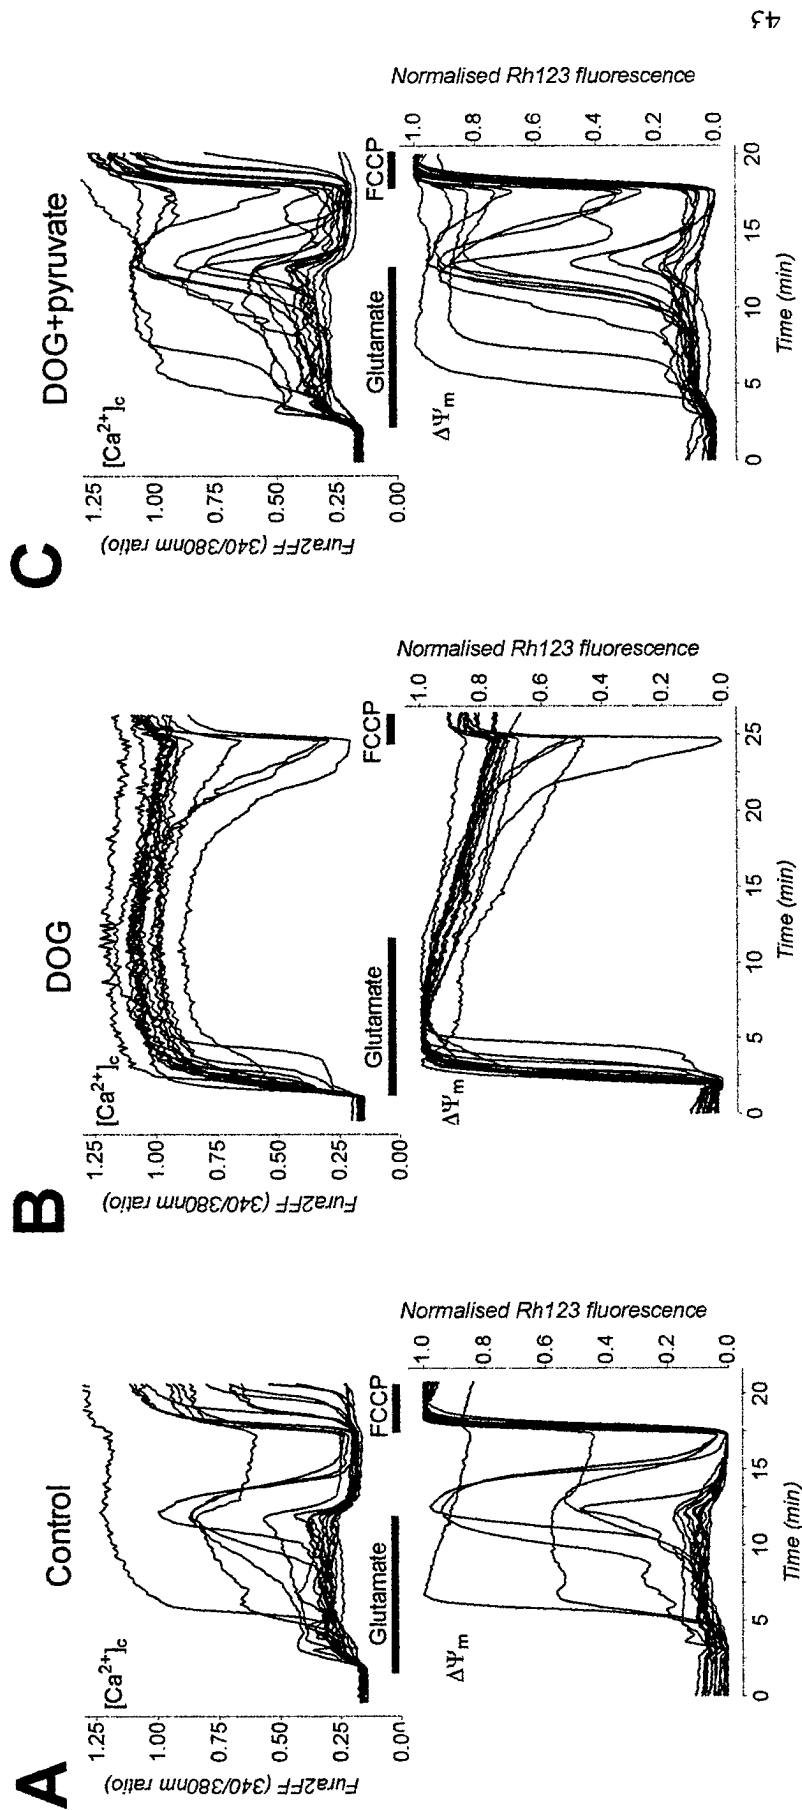 A
Control
[Ca2+]c
Fura2FF (340/380nm ratio)
1.25
1.00
0.75
0.50
0.25
0.00
Glutamate
FCCP
ΔΨm
Normalised Rh123 fluorescence
1.0
0.8
0.6
0.4
0.2
0.0
0
5
10
15
20
Time (min)
B
DOG
[Ca2+]c
Fura2FF (340/380nm ratio)
1.25
1.00
0.75
0.50
0.25
0.00
Glutamate
FCCP
ΔΨm
Normalised Rh123 fluorescence
1.0
0.8
0.6
0.4
0.2
0.0
0
5
10
15
20
25
Time (min)
C
DOG+pyruvate
[Ca2+]c
Fura2FF (340/380nm ratio)
1.25
1.00
0.75
0.50
0.25
0.00
Glutamate
FCCP
ΔΨm
Normalised Rh123 fluorescence
1.0
0.8
0.6
0.4
0.2
0.0
0
5
10
15
20
Time (min)
43